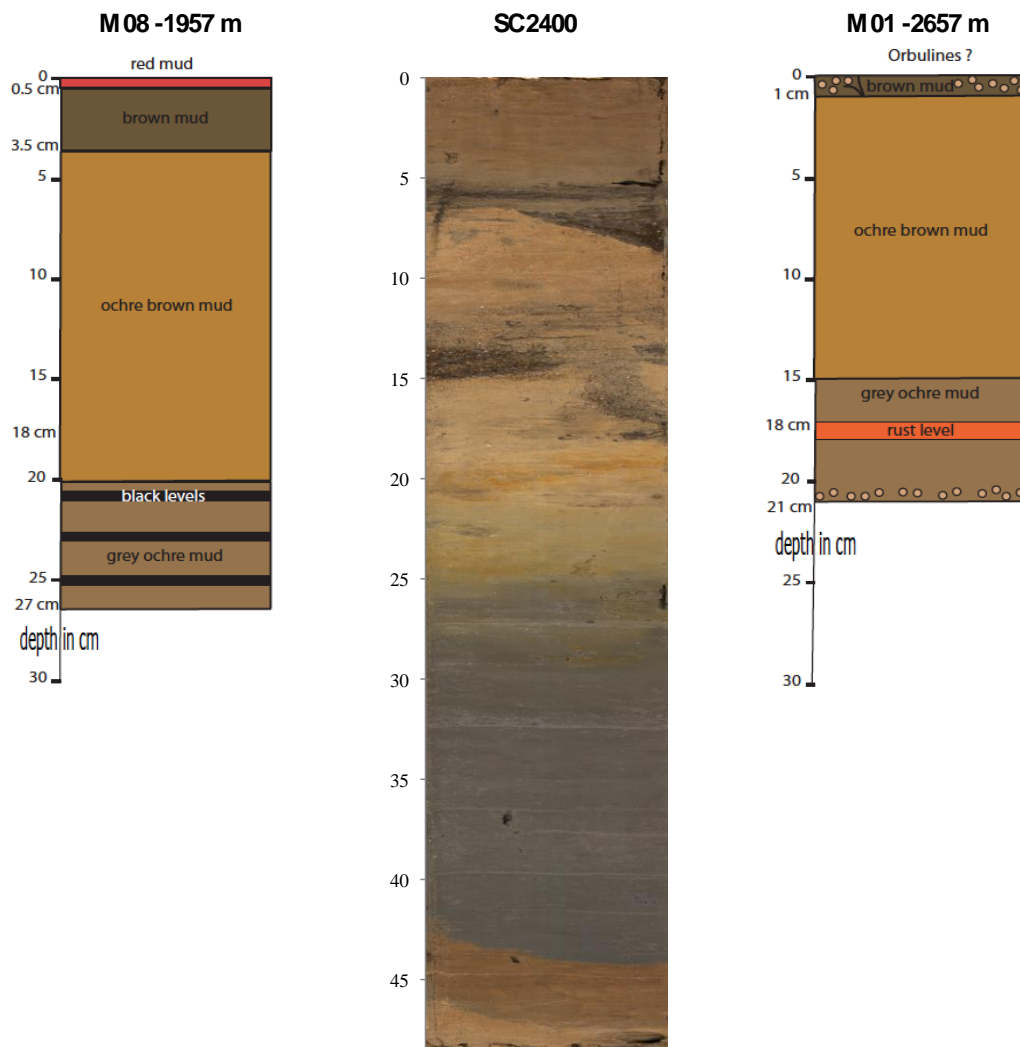 M08 -1957 m
red mud
0
0.5 cm
brown mud
3.5 cm
5
10
ochre brown mud
15
18 cm
20
black levels
grey ochre mud
25
27 cm
depth in cm
30
SC2400
0
5
10
15
20
25
30
35
40
45
M01 -2657 m
Orbulines ?
0
brown mud
1 cm
5
ochre brown mud
10
15
grey ochre mud
18 cm
rust level
20
21 cm
depth in cm
25
30